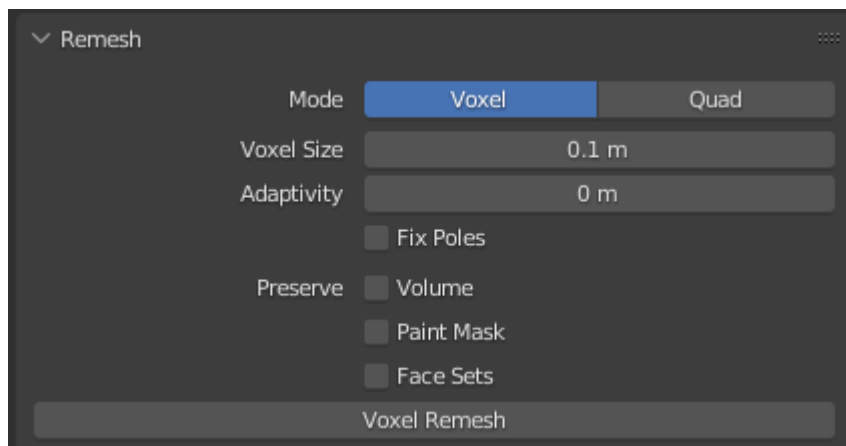 Remesh
Mode Voxel Quad
Voxel Size 0.1 m
Adaptivity 0 m
Fix Poles
Preserve Volume
Paint Mask
Face Sets
Voxel Remesh